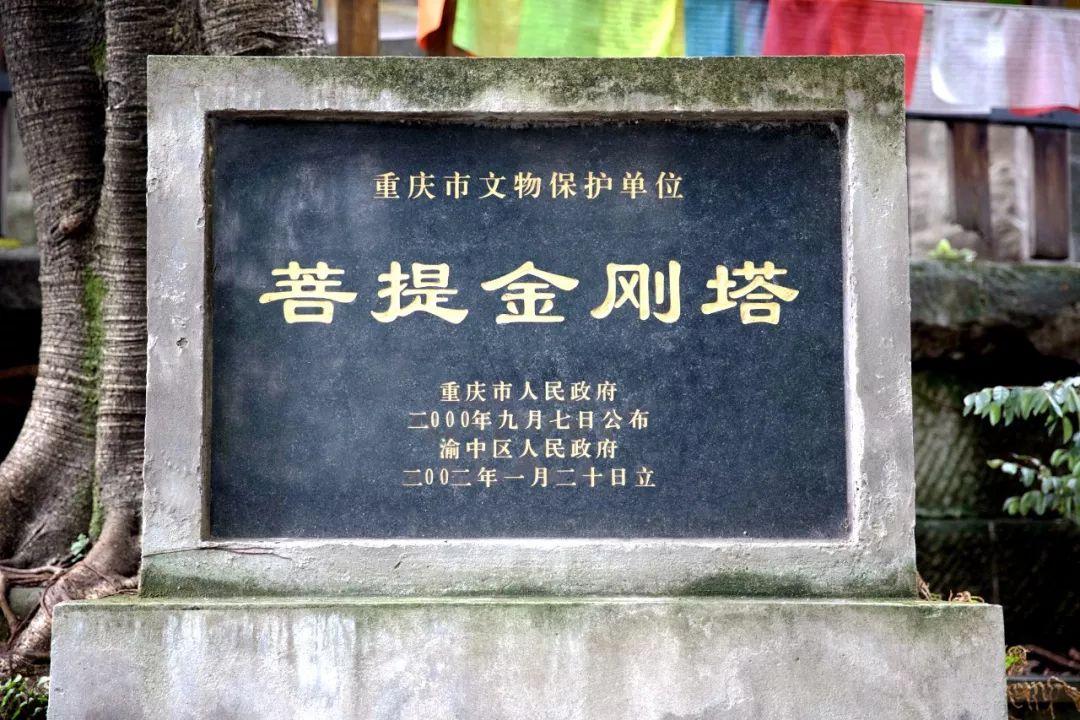 重庆市文物保护单位
菩提金刚塔
重庆市人民政府
二000年九月七日公布
渝中区人民政府
二00二年一月二十日立